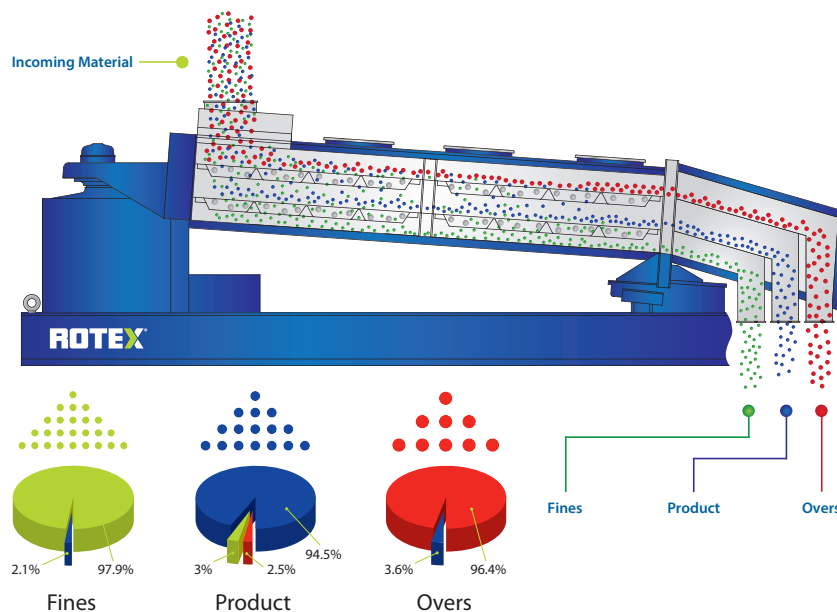 Incoming Material
ROTEX®
Fines
Product
Overs
2.1%
97.9%
3%
2.5%
94.5%
3.6%
96.4%
Fines
Product
Overs